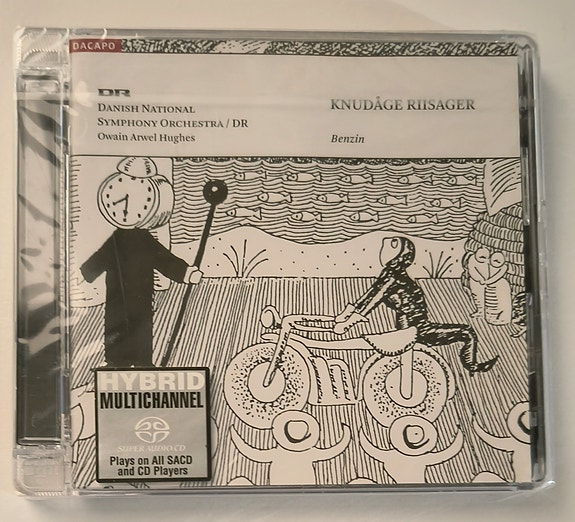 DACAPO
DR
DANISH NATIONAL
SYMPHONY ORCHESTRA / DR
Owain Arwel Hughes
KNUDÅGE RIISAGER
Benzin
HYBRID
MULTICHANNEL
SUPER AUDIO CD
Plays on All SACD
and CD Players